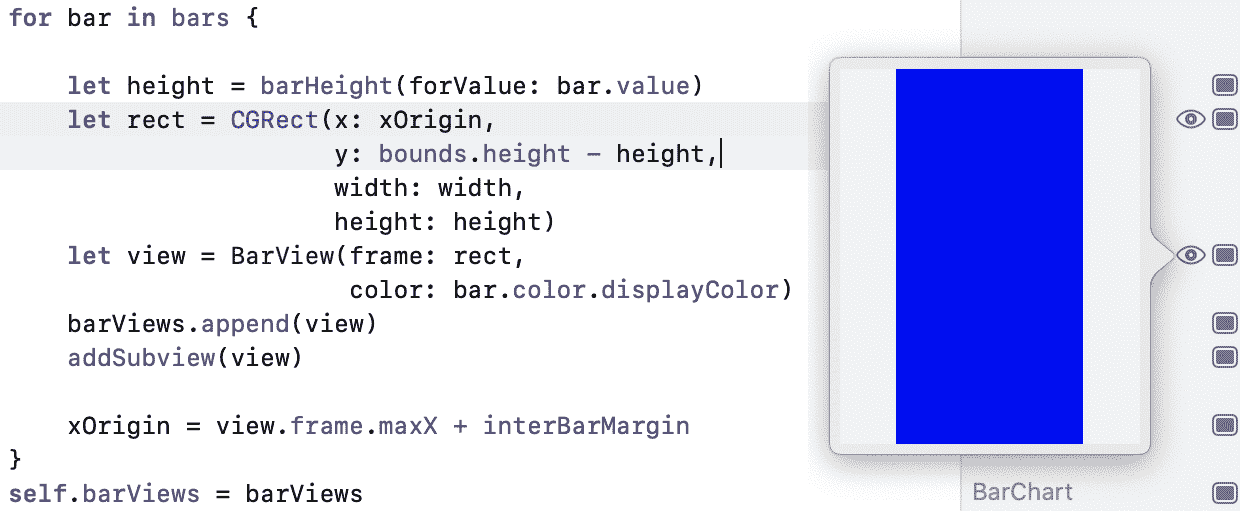 for bar in bars {
    let height = barHeight(forValue: bar.value)
    let rect = CGRect(x: xOrigin,
                      y: bounds.height - height,
                      width: width,
                      height: height)
    let view = BarView(frame: rect,
                       color: bar.color.displayColor)
    barViews.append(view)
    addSubview(view)
    xOrigin = view.frame.maxX + interBarMargin
}
self.barViews = barViews
BarChart